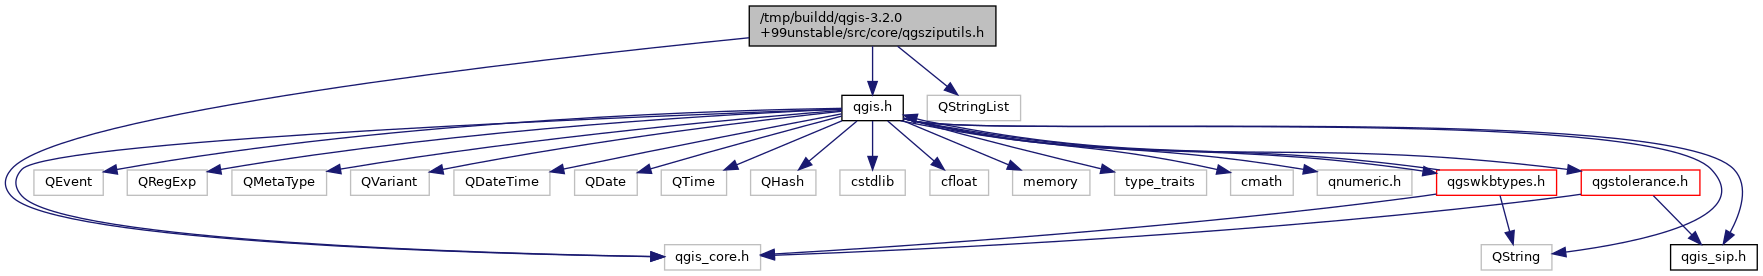 /tmp/buildd/qgis-3.2.0
+99unstable/src/core/qgsziputils.h
qgis.h
QStringList
QEvent
QRegExp
QMetaType
QVariant
QDateTime
QDate
QTime
QHash
cstdlib
cfloat
memory
type_traits
cmath
qnumeric.h
qgswkbtypes.h
qgstolerance.h
qgis_core.h
QString
qgis_sip.h